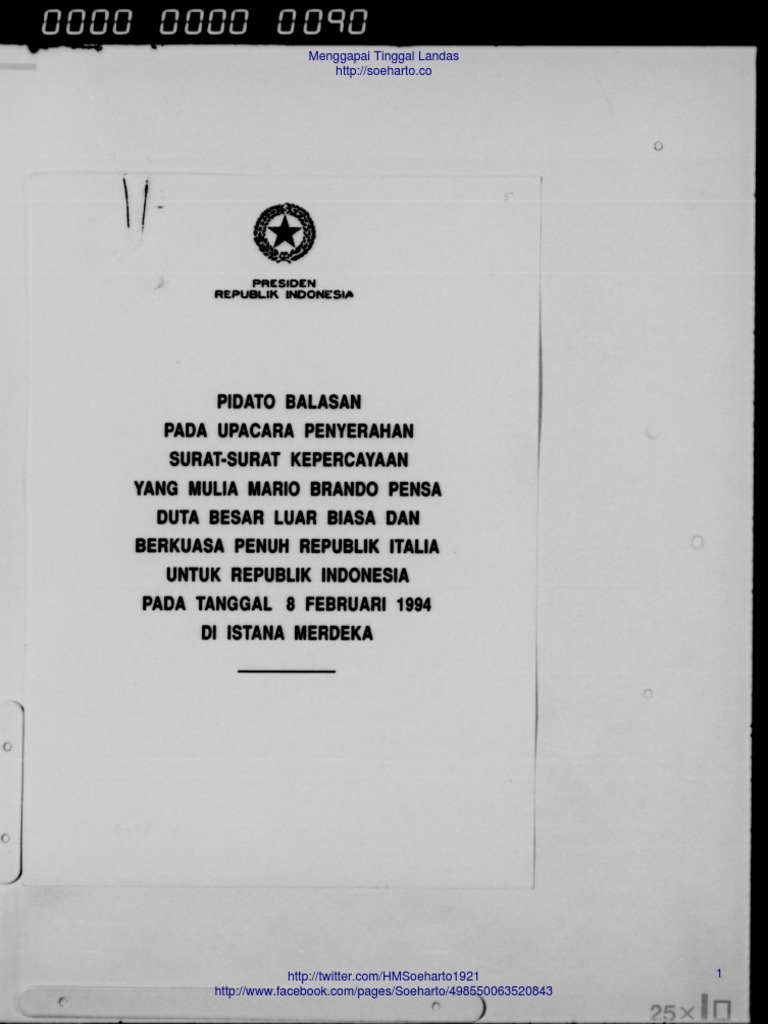 0000 0000 0090
Menggapai Tinggal Landas
http://soeharto.co
PRESIDEN
REPUBLIK INDONESIA
PIDATO BALASAN
PADA UPACARA PENYERAHAN
SURAT-SURAT KEPERCAYAAN
YANG MULIA MARIO BRANDO PENSA
DUTA BESAR LUAR BIASA DAN
BERKUASA PENUH REPUBLIK ITALIA
UNTUK REPUBLIK INDONESIA
PADA TANGGAL 8 FEBRUARI 1994
DI ISTANA MERDEKA
http://twitter.com/HMSoeharto1921
1
http://www.facebook.com/pages/Soeharto/498550063520843